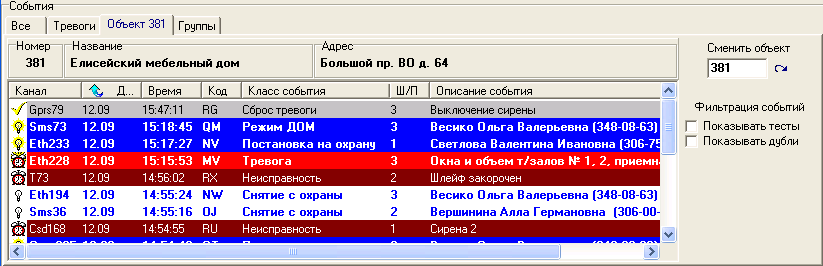 События
Все Тревоги Объект 381 Группы
Номер Название Адрес
381 Елисейский мебельный дом Большой пр. ВО д. 64
Сменить объект
381
Фильтрация событий
Показывать тесты
Показывать дубли
Канал Д... Время Код Класс события Ш/П Описание события
Gprs79 12.09 15:47:11 RG Сброс тревоги 3 Выключение сирены
Sms73 12.09 15:18:45 QM Режим ДОМ 3 Весико Ольга Валерьевна (348-08-63)
Eth233 12.09 15:17:27 NV Постановка на охрану 1 Светлова Валентина Ивановна (306-75
Eth228 12.09 15:15:53 MV Тревога 3 Окна и объем т/залов № 1, 2, приемн
T73 12.09 14:56:02 RX Неисправность 2 Шлейф закорочен
Eth194 12.09 14:55:24 NW Снятие с охраны 3 Весико Ольга Валерьевна (348-08-63)
Sms36 12.09 14:55:16 OJ Снятие с охраны 2 Вершинина Алла Германовна (306-00-
Csd168 12.09 14:54:55 RU Неисправность 1 Сирена 2